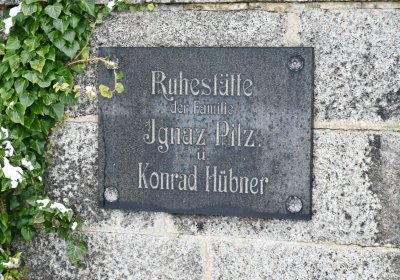 Ruhestätte
der Familie
Ignaz Pilz.
u.
Konrad Hübner